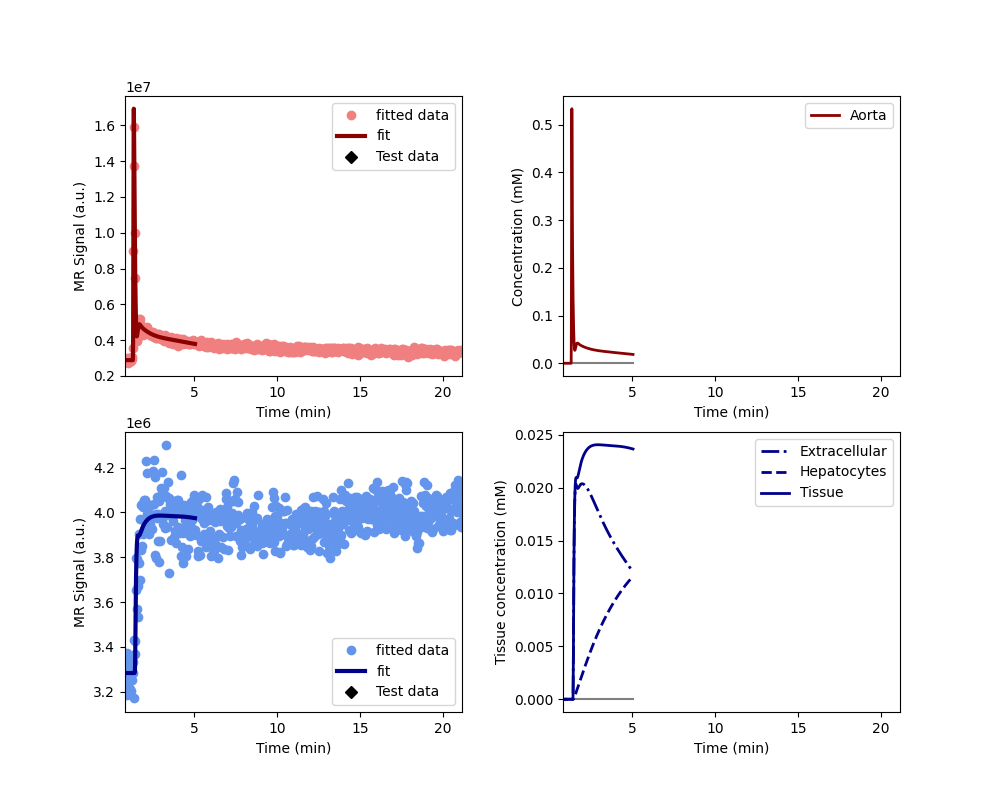 1e7
MR Signal (a.u.)
1.6
1.4
1.2
1.0
0.8
0.6
0.4
0.2
5
10
15
20
Time (min)
fitted data
fit
Test data
Concentration (mM)
0.5
0.4
0.3
0.2
0.1
0.0
5
10
15
20
Time (min)
Aorta
1e6
MR Signal (a.u.)
4.2
4.0
3.8
3.6
3.4
3.2
5
10
15
20
Time (min)
fitted data
fit
Test data
Tissue concentration (mM)
0.025
0.020
0.015
0.010
0.005
0.000
5
10
15
20
Time (min)
Extracellular
Hepatocytes
Tissue